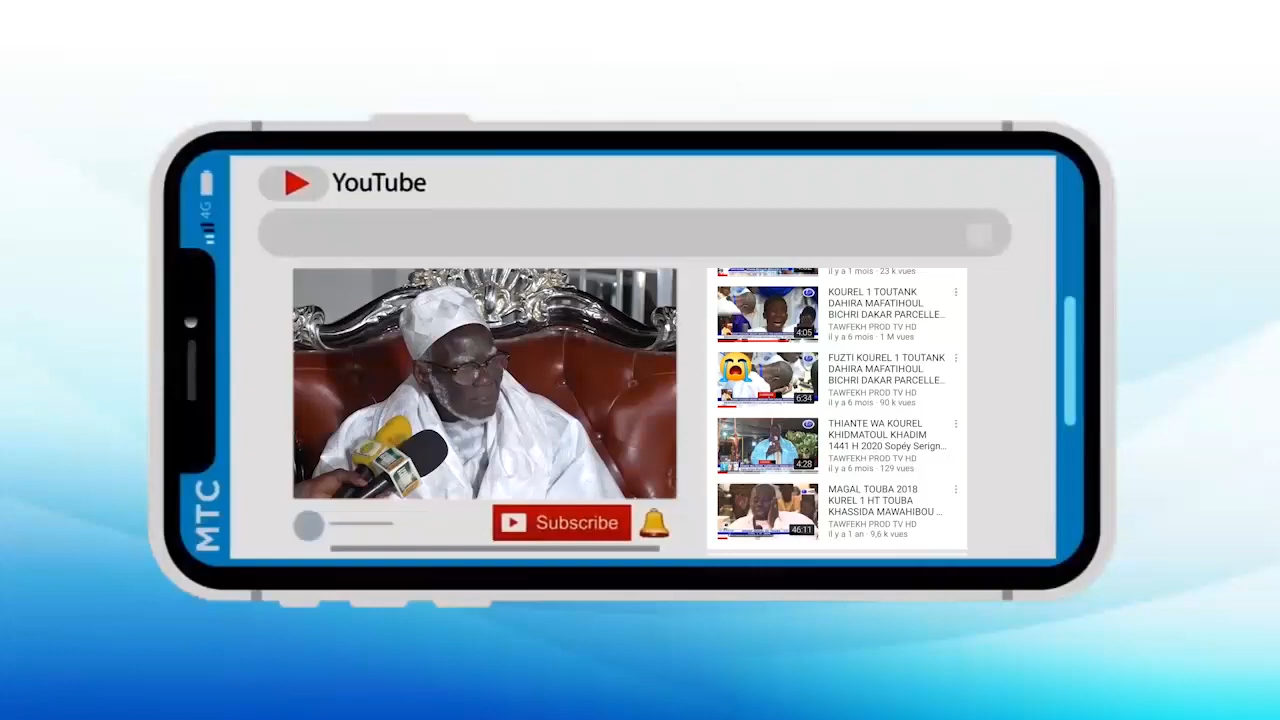 YouTube
4G
MTC
Subscribe
il y a 1 mois · 23 k vues
KOUREL 1 TOUTANK
DAHIRA MAFATIHOUL
BICHRI DAKAR PARCELLE...
TAWFEKH PROD TV HD
il y a 6 mois · 1 M vues
4:05
FUZTI KOUREL 1 TOUTANK
DAHIRA MAFATIHOUL
BICHRI DAKAR PARCELLE...
TAWFEKH PROD TV HD
il y a 6 mois · 90 k vues
6:34
THIANTE WA KOUREL
KHIDMATOUL KHADIM
1441 H 2020 Sopéy Serign...
TAWFEKH PROD TV HD
il y a 6 mois · 129 vues
4:28
MAGAL TOUBA 2018
KUREL 1 HT TOUBA
KHASSIDA MAWAHIBOU ...
TAWFEKH PROD TV HD
il y a 1 an · 9,6 k vues
46:11